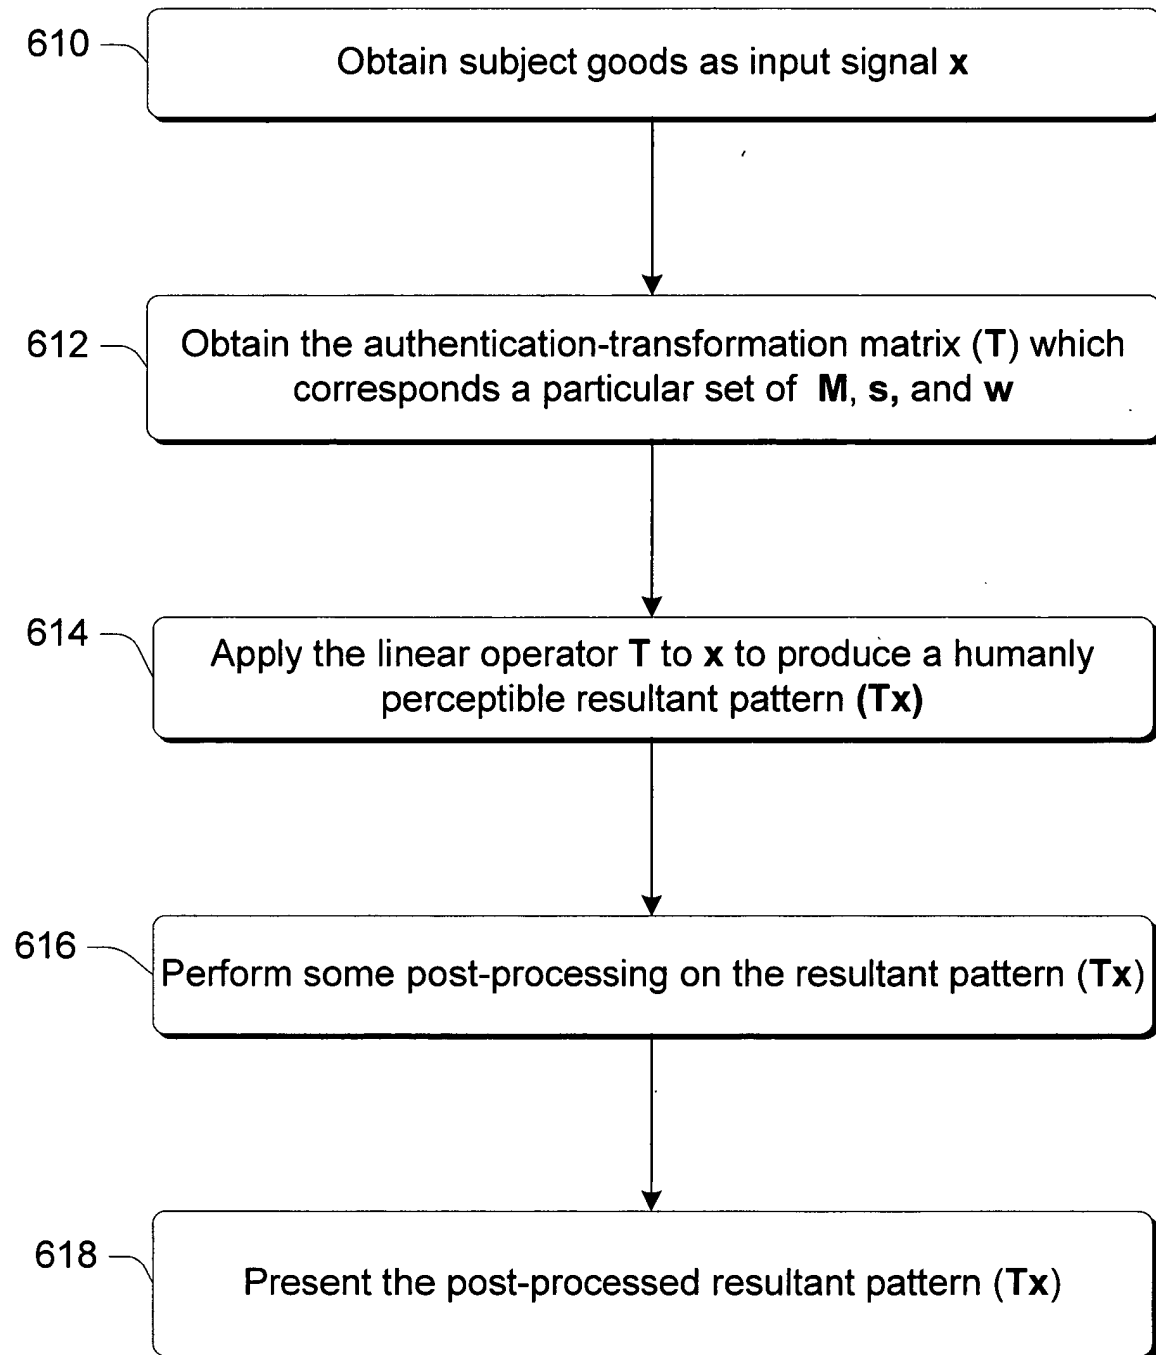 610
Obtain subject goods as input signal x
612
Obtain the authentication-transformation matrix (T) which
corresponds a particular set of M, s, and w
614
Apply the linear operator T to x to produce a humanly
perceptible resultant pattern (Tx)
616
Perform some post-processing on the resultant pattern (Tx)
618
Present the post-processed resultant pattern (Tx)